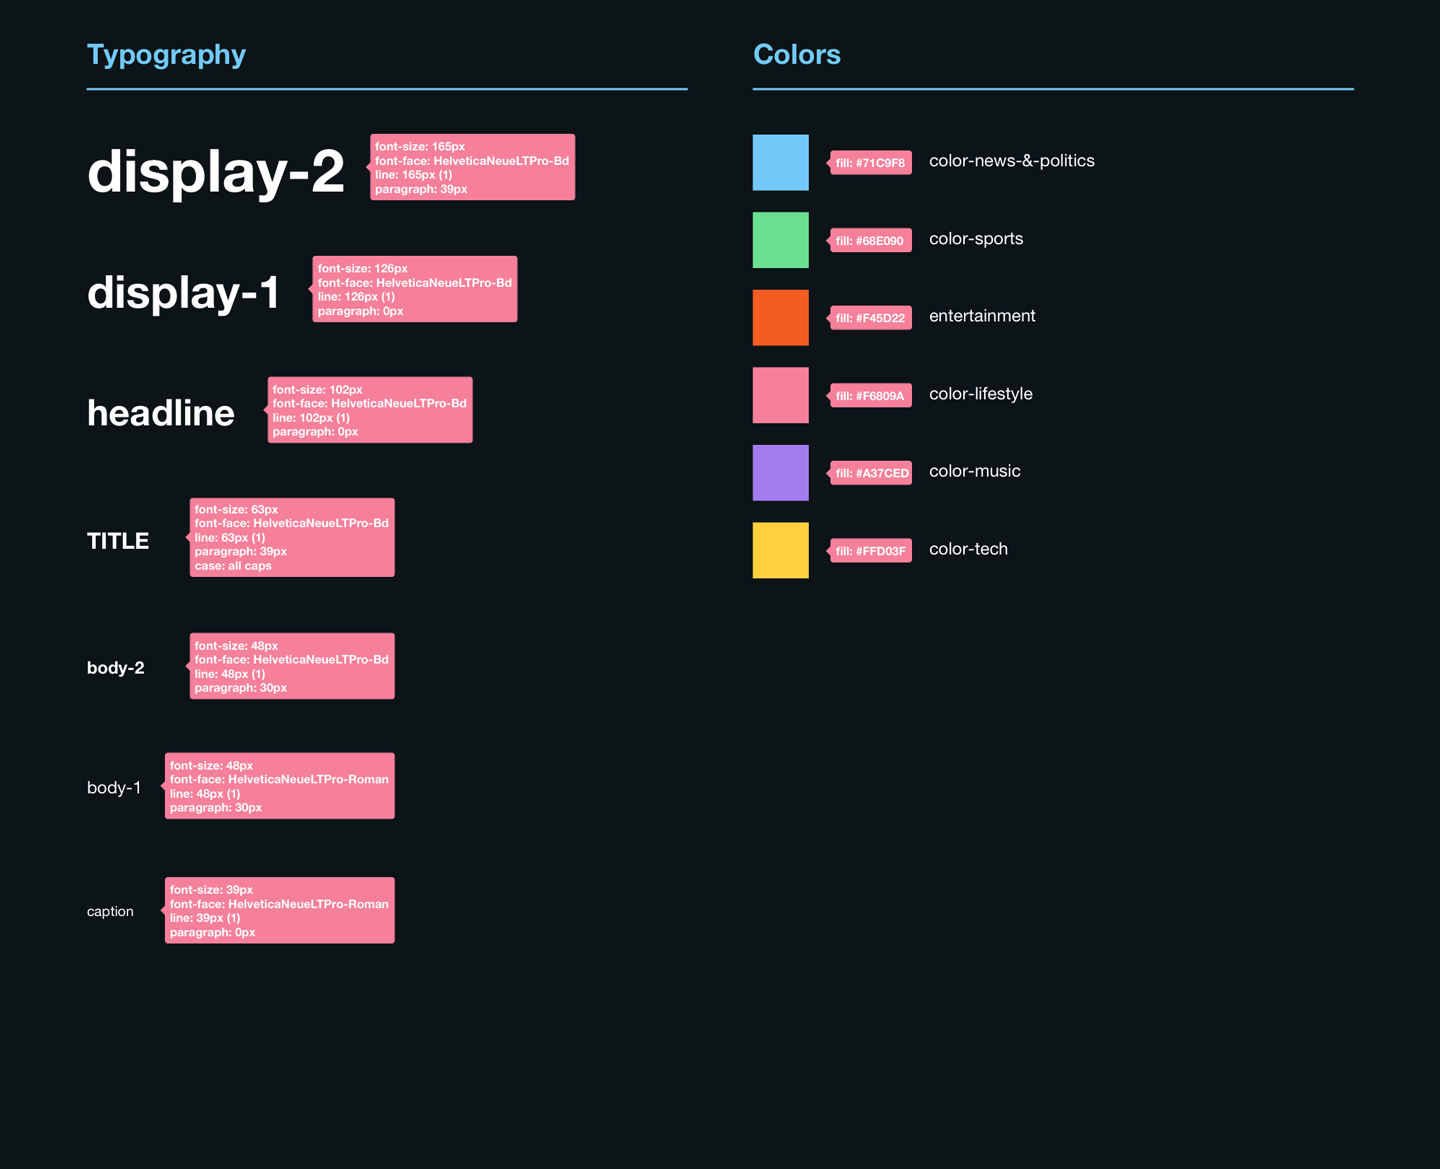 Typography
display-2
font-size: 165px
font-face: HelveticaNeueLTPro-Bd
line: 165px (1)
paragraph: 39px
display-1
font-size: 126px
font-face: HelveticaNeueLTPro-Bd
line: 126px (1)
paragraph: 0px
headline
font-size: 102px
font-face: HelveticaNeueLTPro-Bd
line: 102px (1)
paragraph: 0px
TITLE
font-size: 63px
font-face: HelveticaNeueLTPro-Bd
line: 63px (1)
paragraph: 39px
case: all caps
body-2
font-size: 48px
font-face: HelveticaNeueLTPro-Bd
line: 48px (1)
paragraph: 30px
body-1
font-size: 48px
font-face: HelveticaNeueLTPro-Roman
line: 48px (1)
paragraph: 30px
caption
font-size: 39px
font-face: HelveticaNeueLTPro-Roman
line: 39px (1)
paragraph: 0px
Colors
fill: #71C9F8
color-news-&-politics
fill: #68E090
color-sports
fill: #F45D22
entertainment
fill: #F6809A
color-lifestyle
fill: #A37CED
color-music
fill: #FFD03F
color-tech